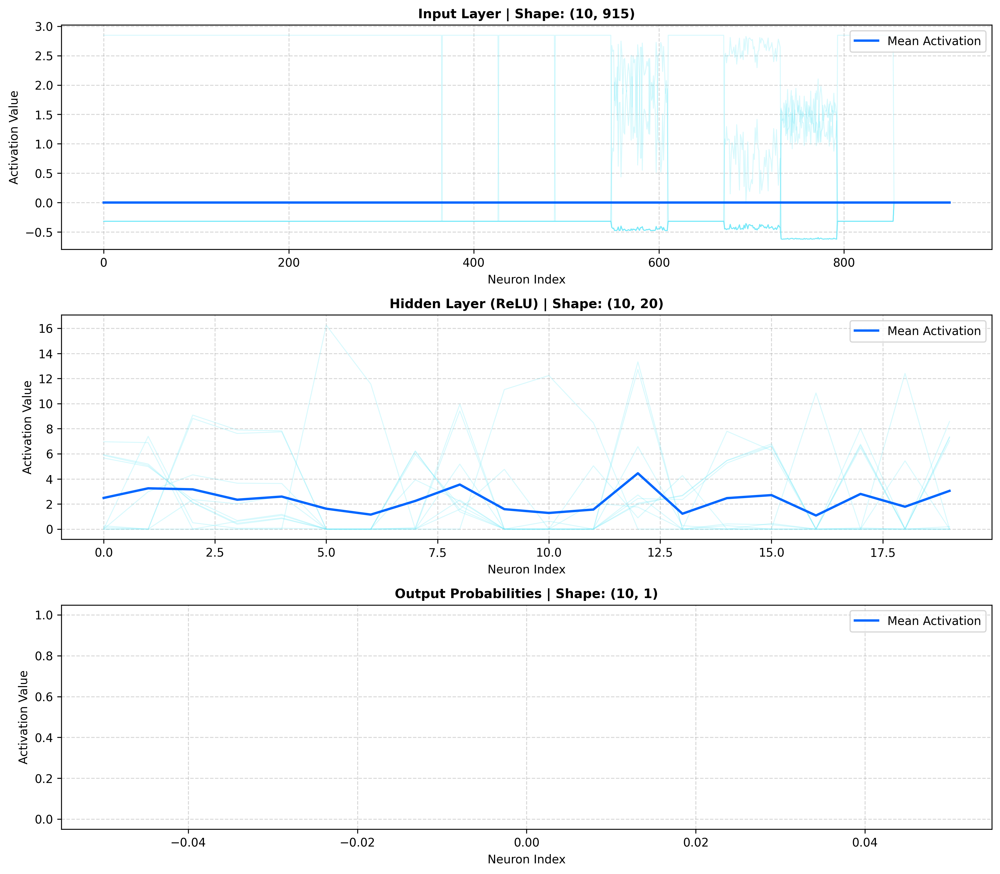 Input Layer | Shape: (10, 915)
Activation Value
3.0
2.5
2.0
1.5
1.0
0.5
0.0
−0.5
Mean Activation
0 200 400 600 800
Neuron Index
Hidden Layer (ReLU) | Shape: (10, 20)
Activation Value
16
14
12
10
8
6
4
2
0
Mean Activation
0.0 2.5 5.0 7.5 10.0 12.5 15.0 17.5
Neuron Index
Output Probabilities | Shape: (10, 1)
Activation Value
1.0
0.8
0.6
0.4
0.2
0.0
Mean Activation
−0.04 −0.02 0.00 0.02 0.04
Neuron Index